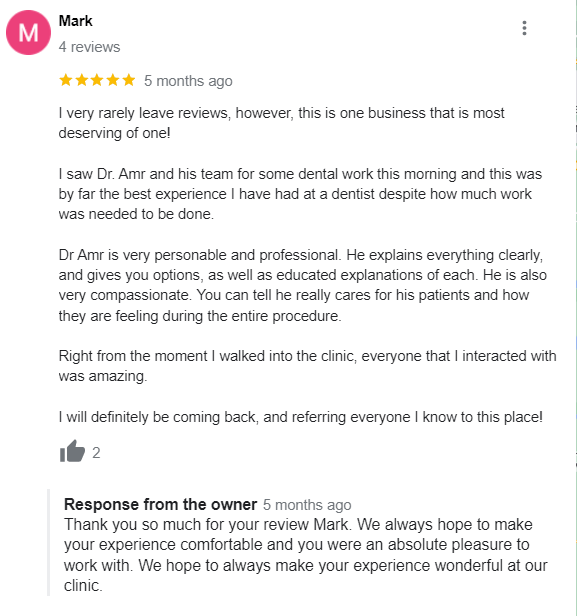 M
Mark
4 reviews
5 months ago
I very rarely leave reviews, however, this is one business that is most
deserving of one!
I saw Dr. Amr and his team for some dental work this morning and this was
by far the best experience I have had at a dentist despite how much work
was needed to be done.
Dr Amr is very personable and professional. He explains everything clearly,
and gives you options, as well as educated explanations of each. He is also
very compassionate. You can tell he really cares for his patients and how
they are feeling during the entire procedure.
Right from the moment I walked into the clinic, everyone that I interacted with
was amazing.
I will definitely be coming back, and referring everyone I know to this place!
2
Response from the owner 5 months ago
Thank you so much for your review Mark. We always hope to make
your experience comfortable and you were an absolute pleasure to
work with. We hope to always make your experience wonderful at our
clinic.